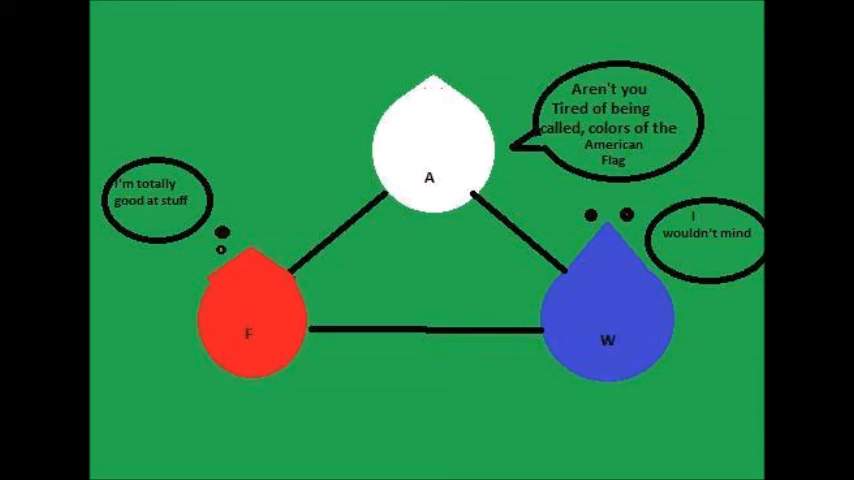 Aren't you
Tired of being
called, colors of the
American
Flag
I'm totally
good at stuff
I
wouldn't mind
A
F
W